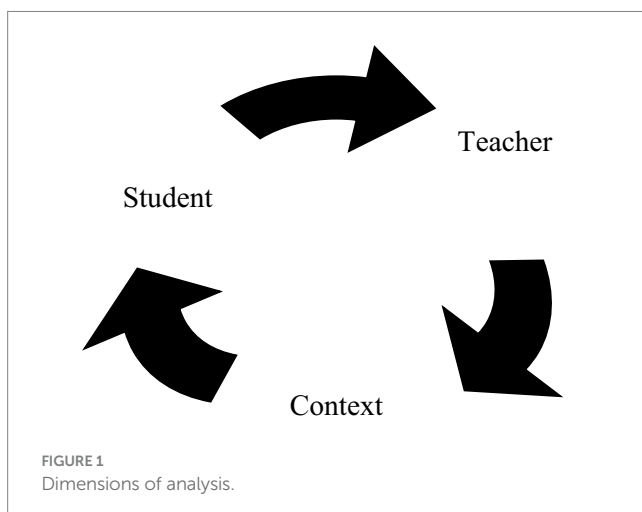 Teacher
Student
Context
FIGURE 1
Dimensions of analysis.